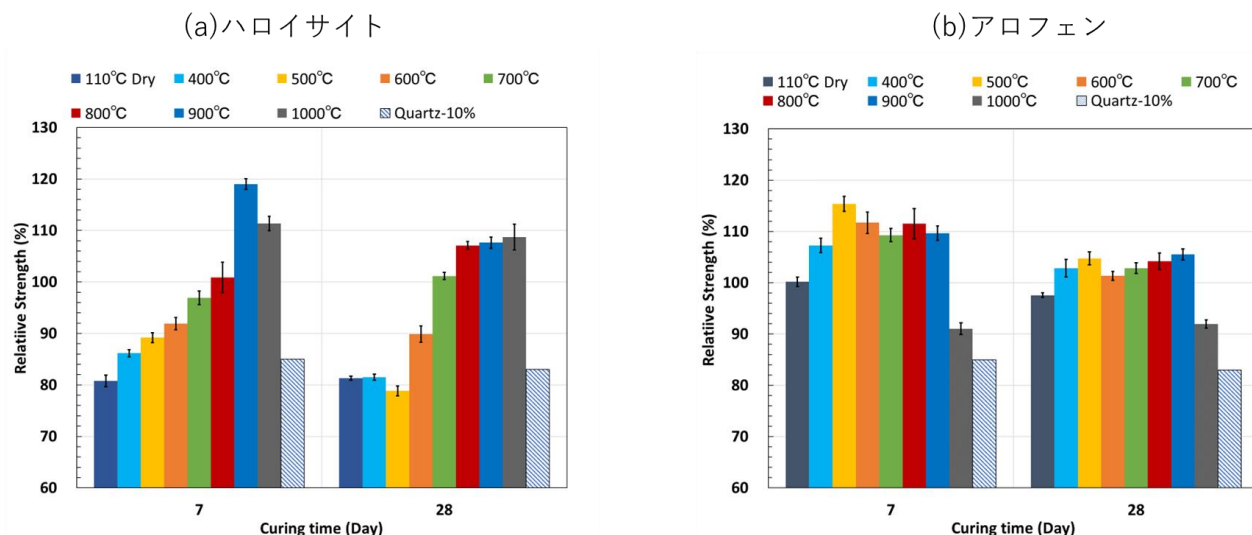 (a)ハロイサイト
110℃ Dry 400℃ 500℃ 600℃ 700℃
800℃ 900℃ 1000℃ Quartz-10%
130
120
110
100
90
80
70
60
Relatiive Strength (%)
7 28
Curing time (Day)
(b)アロフェン
110℃ Dry 400℃ 500℃ 600℃ 700℃
800℃ 900℃ 1000℃ Quartz-10%
130
120
110
100
90
80
70
60
Relatiive Strength (%)
7 28
Curing time (Day)